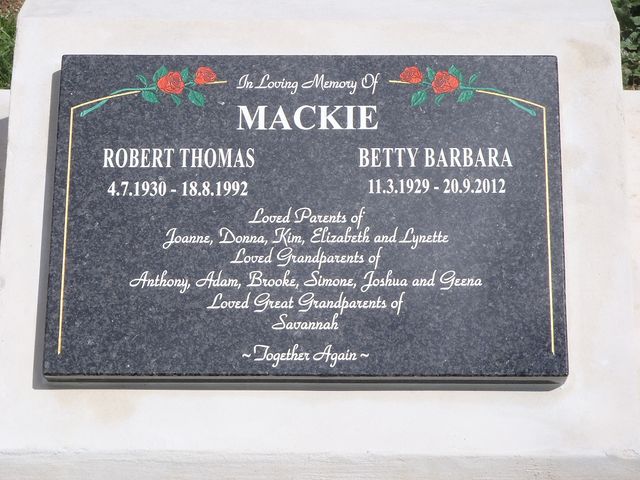 In Loving Memory Of
MACKIE
ROBERT THOMAS BETTY BARBARA
4.7.1930 - 18.8.1992 11.3.1929 - 20.9.2012
Loved Parents of
Joanne, Donna, Kim, Elizabeth and Lynette
Loved Grandparents of
Anthony, Adam, Brooke, Simone, Joshua and Geena
Loved Great Grandparents of
Savannah
~Together Again~